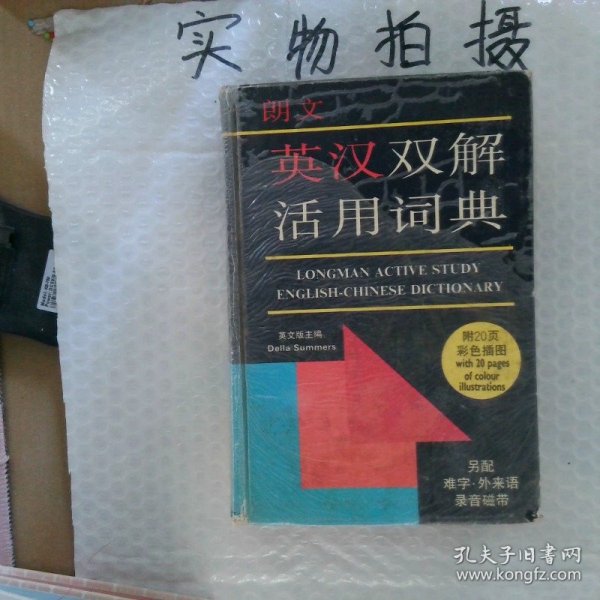 实物拍摄
朗文
英汉双解
活用词典
LONGMAN ACTIVE STUDY
ENGLISH-CHINESE DICTIONARY
英文版主编:
Della Summers
附20页
彩色插图
with 20 pages
of colour
illustrations
另配
难字·外来语
录音磁带
孔夫子旧书网
www.kongfz.com